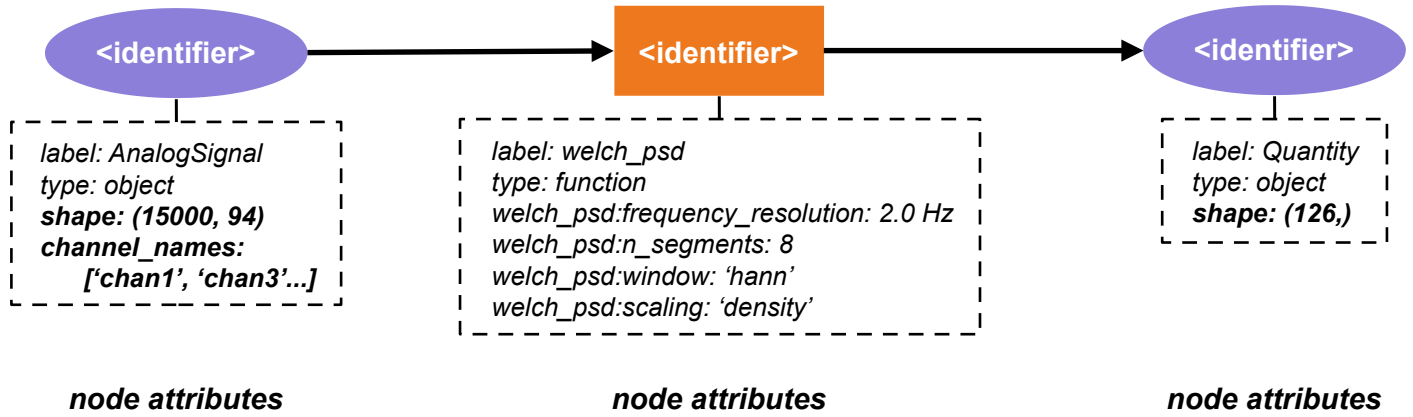 <identifier>
<identifier>
<identifier>
label: AnalogSignal
type: object
shape: (15000, 94)
channel_names:
[‘chan1’, ‘chan3’...]
label: welch_psd
type: function
welch_psd:frequency_resolution: 2.0 Hz
welch_psd:n_segments: 8
welch_psd:window: ‘hann’
welch_psd:scaling: ‘density’
label: Quantity
type: object
shape: (126,)
node attributes
node attributes
node attributes